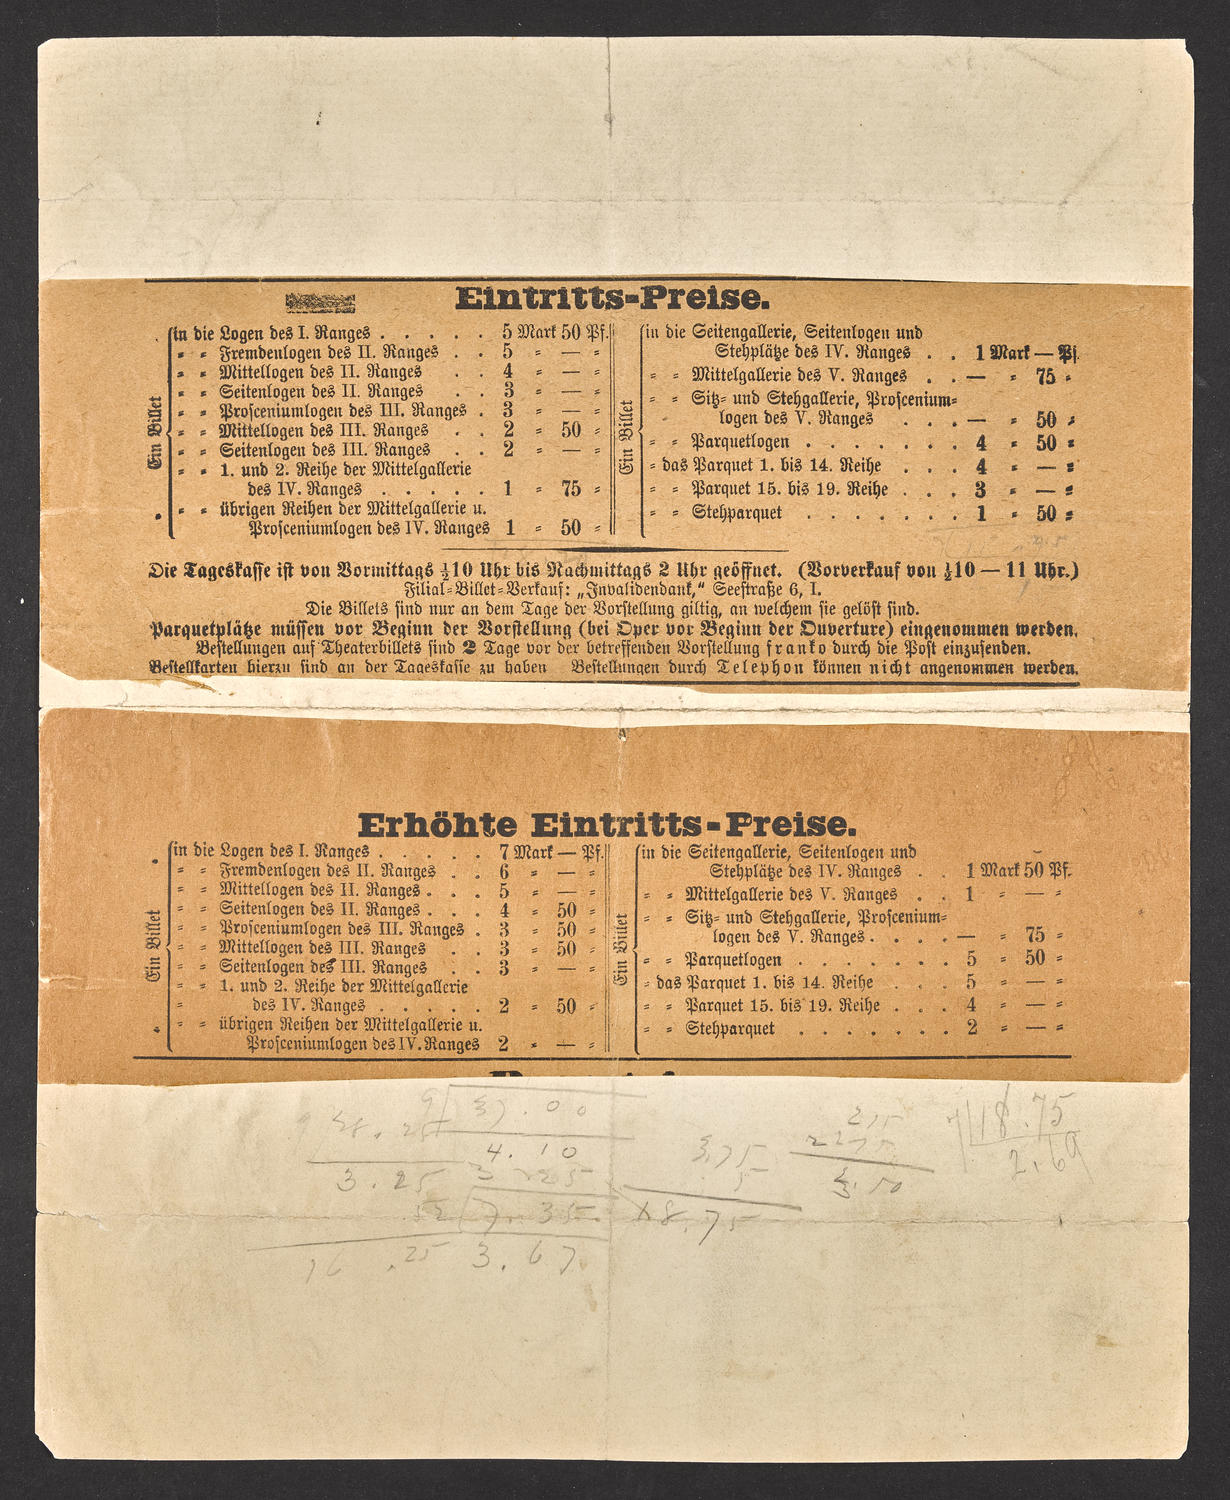 Eintritts-Preise.
Ein Billet
in die Logen des I. Ranges . . . . . 5 Mark 50 Pf.
" " Fremdenlogen des II. Ranges . . 5 " — "
" " Mittellogen des II. Ranges . . 4 " — "
" " Seitenlogen des II. Ranges . . 3 " — "
" " Prosceniumlogen des III. Ranges . 3 " — "
" " Mittellogen des III. Ranges . . 2 " 50 "
" " Seitenlogen des III. Ranges . . 2 " — "
" " 1. und 2. Reihe der Mittelgallerie
des IV. Ranges . . . . . 1 " 75 "
" " übrigen Reihen der Mittelgallerie u.
Prosceniumlogen des IV. Ranges 1 " 50 "
Ein Billet
in die Seitengallerie, Seitenlogen und
Stehplätze des IV. Ranges . . 1 Mark — Pf.
" " Mittelgallerie des V. Ranges . . — " 75 "
" " Sitz- und Stehgallerie, Proscenium-
logen des V. Ranges . . . — " 50 "
" " Parquetlogen . . . . . . . 4 " 50 "
" das Parquet 1. bis 14. Reihe . . . 4 " — "
" " Parquet 15. bis 19. Reihe . . . 3 " — "
" " Stehparquet . . . . . . . 1 " 50 "
Die Tageskasse ist von Vormittags ½10 Uhr bis Nachmittags 2 Uhr geöffnet. (Vorverkauf von ½10 — 11 Uhr.)
Filial-Billet-Verkauf: „Invalidendank,“ Seestraße 6, I.
Die Billets sind nur an dem Tage der Vorstellung giltig, an welchem sie gelöst sind.
Parquetplätze müssen vor Beginn der Vorstellung (bei Oper vor Beginn der Ouverture) eingenommen werden.
Bestellungen auf Theaterbillets sind 2 Tage vor der betreffenden Vorstellung franko durch die Post einzusenden.
Bestellkarten hierzu sind an der Tageskasse zu haben Bestellungen durch Telephon können nicht angenommen werden.
Erhöhte Eintritts-Preise.
Ein Billet
in die Logen des I. Ranges . . . . . 7 Mark — Pf.
" " Fremdenlogen des II. Ranges . . 6 " — "
" " Mittellogen des II. Ranges . . . 5 " — "
" " Seitenlogen des II. Ranges . . . 4 " 50 "
" " Prosceniumlogen des III. Ranges . 3 " 50 "
" " Mittellogen des III. Ranges . . 3 " 50 "
" " Seitenlogen des III. Ranges . . 3 " — "
" " 1. und 2. Reihe der Mittelgallerie
" des IV. Ranges . . . . . 2 " 50 "
" " übrigen Reihen der Mittelgallerie u.
Prosceniumlogen des IV. Ranges 2 " — "
Ein Billet
in die Seitengallerie, Seitenlogen und
Stehplätze des IV. Ranges . . 1 Mark 50 Pf.
" " Mittelgallerie des V. Ranges . . 1 " — "
" " Sitz- und Stehgallerie, Proscenium-
logen des V. Ranges . . . . — " 75 "
" " Parquetlogen . . . . . . . 5 " 50 "
" das Parquet 1. bis 14. Reihe . . . 5 " — "
" " Parquet 15. bis 19. Reihe . . . 4 " — "
" " Stehparquet . . . . . . . 2 " — "
9 37.00
4.10
3.25
52 7.35
16 .25 3.67
3.75
5
18.75
3.50
7 18.75
2.69